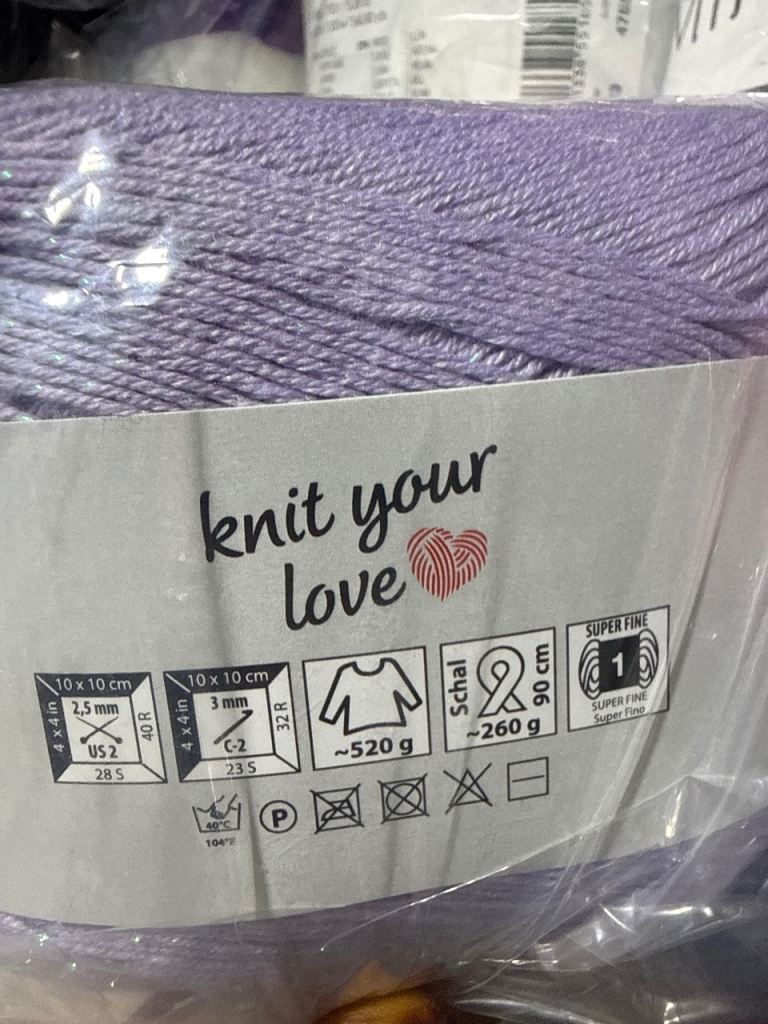 knit your
love
10 x 10 cm
4 x 4 in
2,5 mm
US 2
40 R
28 S
10 x 10 cm
4 x 4 in
3 mm
C-2
32 R
23 S
~520 g
Schal
90 cm
~260 g
SUPER FINE
1
SUPER FINE
Super Fino
40°C
104°F
P